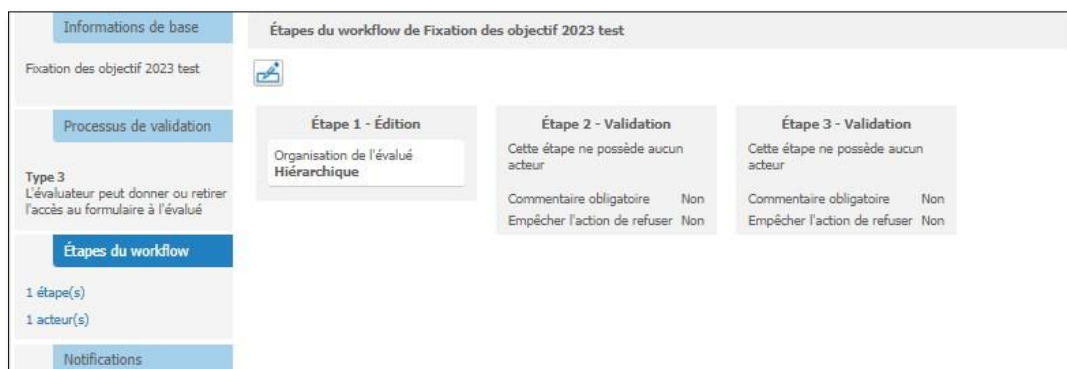 Informations de base
Fixation des objectif 2023 test
Processus de validation
Type 3
L'évaluateur peut donner ou retirer
l'accès au formulaire à l'évalué
Étapes du workflow
1 étape(s)
1 acteur(s)
Notifications
Étapes du workflow de Fixation des objectif 2023 test
Étape 1 - Édition
Organisation de l'évalué
Hiérarchique
Étape 2 - Validation
Cette étape ne possède aucun
acteur
Commentaire obligatoire Non
Empêcher l'action de refuser Non
Étape 3 - Validation
Cette étape ne possède aucun
acteur
Commentaire obligatoire Non
Empêcher l'action de refuser Non